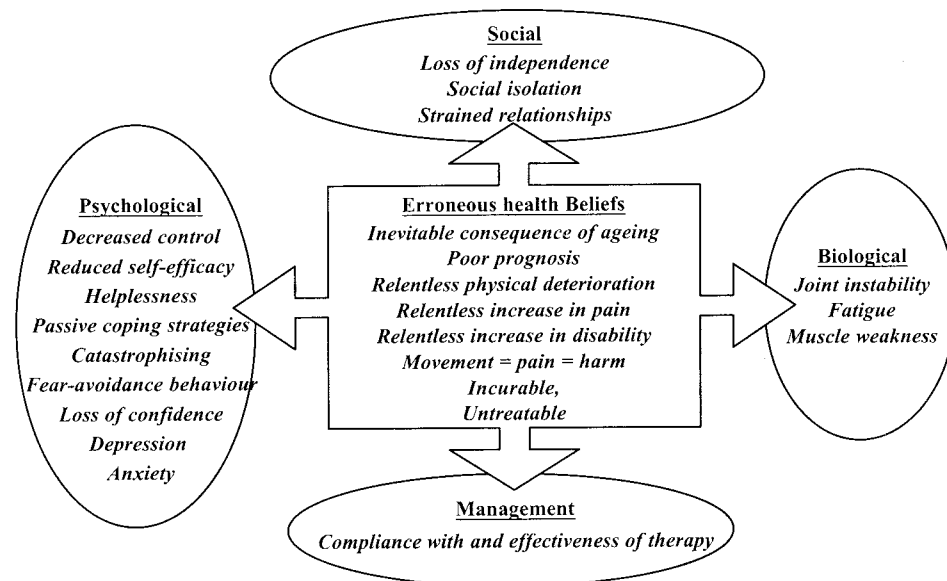 Social
Loss of independence
Social isolation
Strained relationships
Psychological
Decreased control
Reduced self-efficacy
Helplessness
Passive coping strategies
Catastrophising
Fear-avoidance behaviour
Loss of confidence
Depression
Anxiety
Erroneous health Beliefs
Inevitable consequence of ageing
Poor prognosis
Relentless physical deterioration
Relentless increase in pain
Relentless increase in disability
Movement = pain = harm
Incurable,
Untreatable
Biological
Joint instability
Fatigue
Muscle weakness
Management
Compliance with and effectiveness of therapy